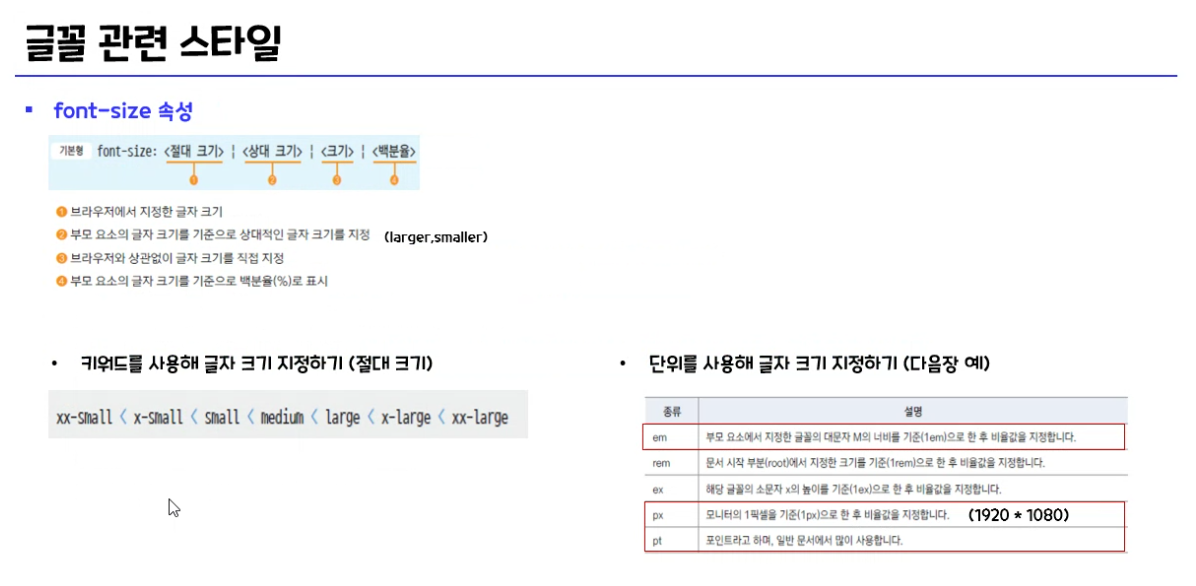 글꼴 관련 스타일
▪ font-size 속성
기본형 font-size: <절대 크기> ¦ <상대 크기> ¦ <크기> ¦ <백분율>
❶ ❷ ❸ ❹
❶ 브라우저에서 지정한 글자 크기
❷ 부모 요소의 글자 크기를 기준으로 상대적인 글자 크기를 지정 (larger,smaller)
❸ 브라우저와 상관없이 글자 크기를 직접 지정
❹ 부모 요소의 글자 크기를 기준으로 백분율(%)로 표시
• 키워드를 사용해 글자 크기 지정하기 (절대 크기)
xx-small < x-small < small < medium < large < x-large < xx-large
• 단위를 사용해 글자 크기 지정하기 (다음장 예)
종류 설명
em 부모 요소에서 지정한 글꼴의 대문자 M의 너비를 기준(1em)으로 한 후 비율값을 지정합니다.
rem 문서 시작 부분(root)에서 지정한 크기를 기준(1rem)으로 한 후 비율값을 지정합니다.
ex 해당 글꼴의 소문자 x의 높이를 기준(1ex)으로 한 후 비율값을 지정합니다.
px 모니터의 1픽셀을 기준(1px)으로 한 후 비율값을 지정합니다. (1920 * 1080)
pt 포인트라고 하며, 일반 문서에서 많이 사용합니다.